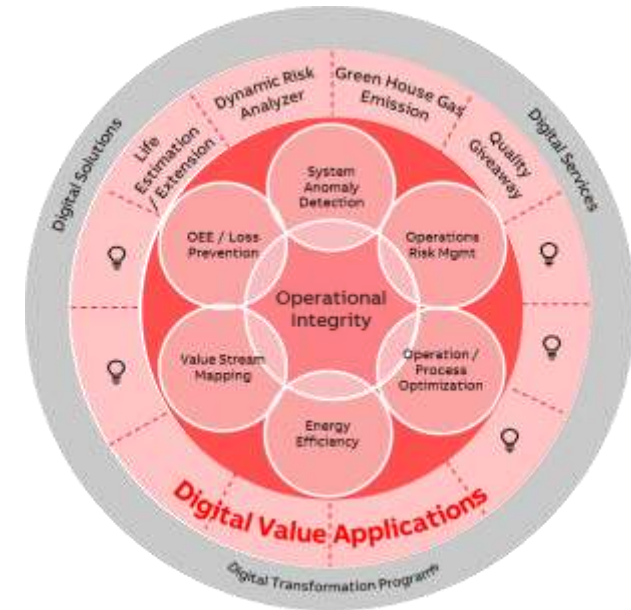 Digital Solutions
Digital Services
Life
Estimation
/ Extension
Dynamic Risk
Analyzer
Green House Gas
Emission
Quality
Giveaway
System
Anomaly
Detection
OEE / Loss
Prevention
Operations
Risk Mgmt
Operational
Integrity
Value Stream
Mapping
Operation /
Process
Optimization
Energy
Efficiency
Digital Value Applications
Digital Transformation Programs